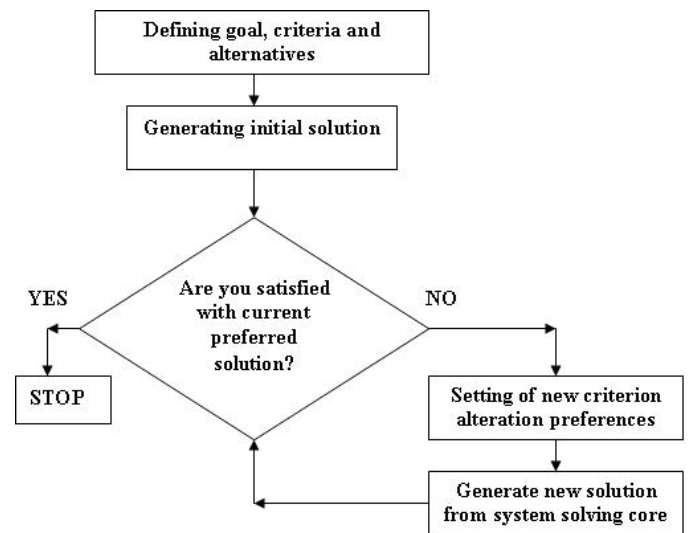 Defining goal, criteria and
alternatives
Generating initial solution
Are you satisfied
with current
preferred
solution?
YES
NO
STOP
Setting of new criterion
alteration preferences
Generate new solution
from system solving core